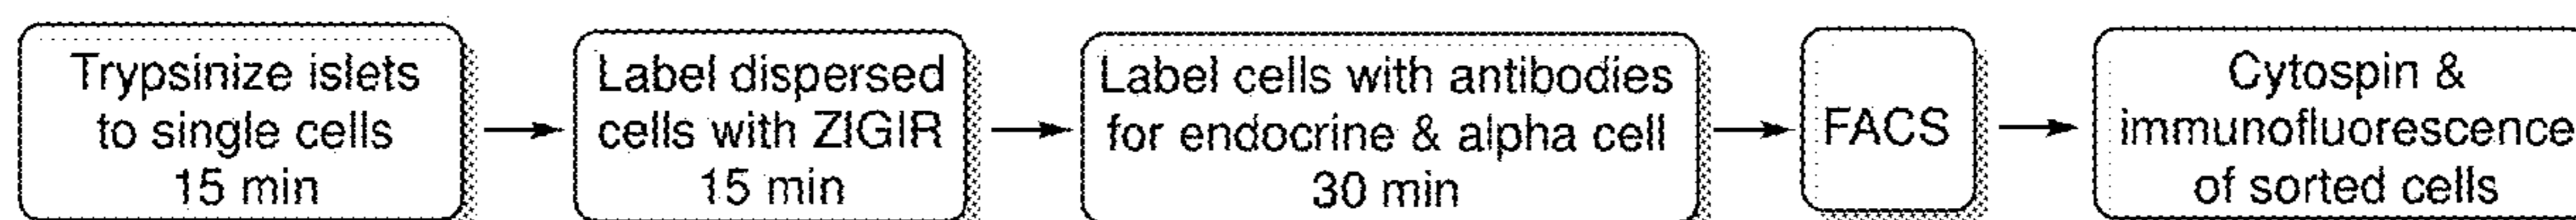 Trypsinize islets
to single cells
15 min
Label dispersed
cells with ZIGIR
15 min
Label cells with antibodies
for endocrine & alpha cell
30 min
FACS
Cytospin &
immunofluorescence
of sorted cells